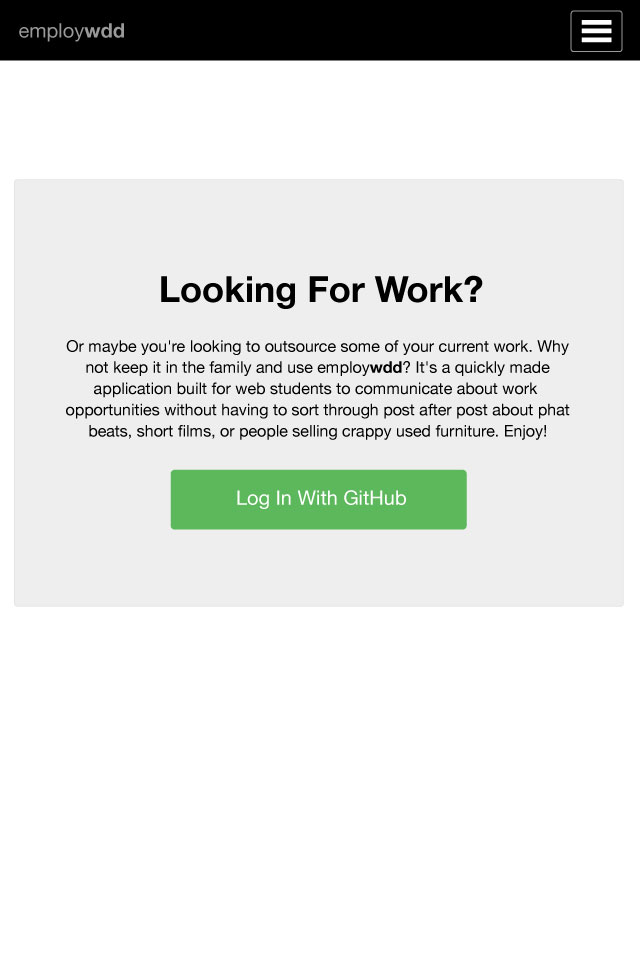 employwdd
Looking For Work?
Or maybe you're looking to outsource some of your current work. Why
not keep it in the family and use employwdd? It's a quickly made
application built for web students to communicate about work
opportunities without having to sort through post after post about phat
beats, short films, or people selling crappy used furniture. Enjoy!
Log In With GitHub